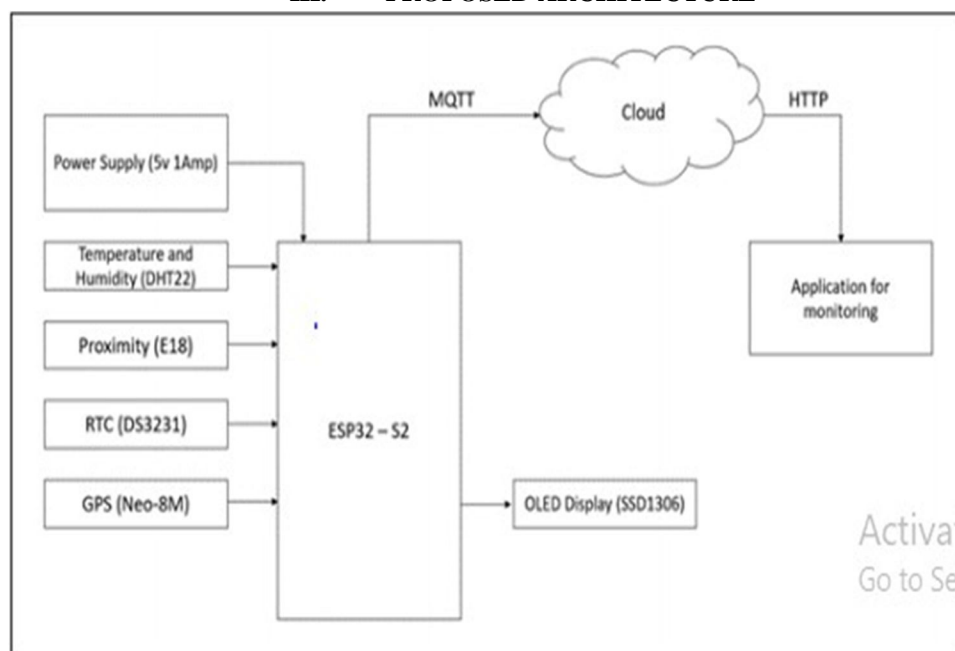 MQTT
Cloud
HTTP
Power Supply (5v 1Amp)
Temperature and
Humidity (DHT22)
Application for
monitoring
Proximity (E18)
RTC (DS3231)
ESP32 – S2
GPS (Neo-8M)
OLED Display (SSD1306)
Activa
Go to Se